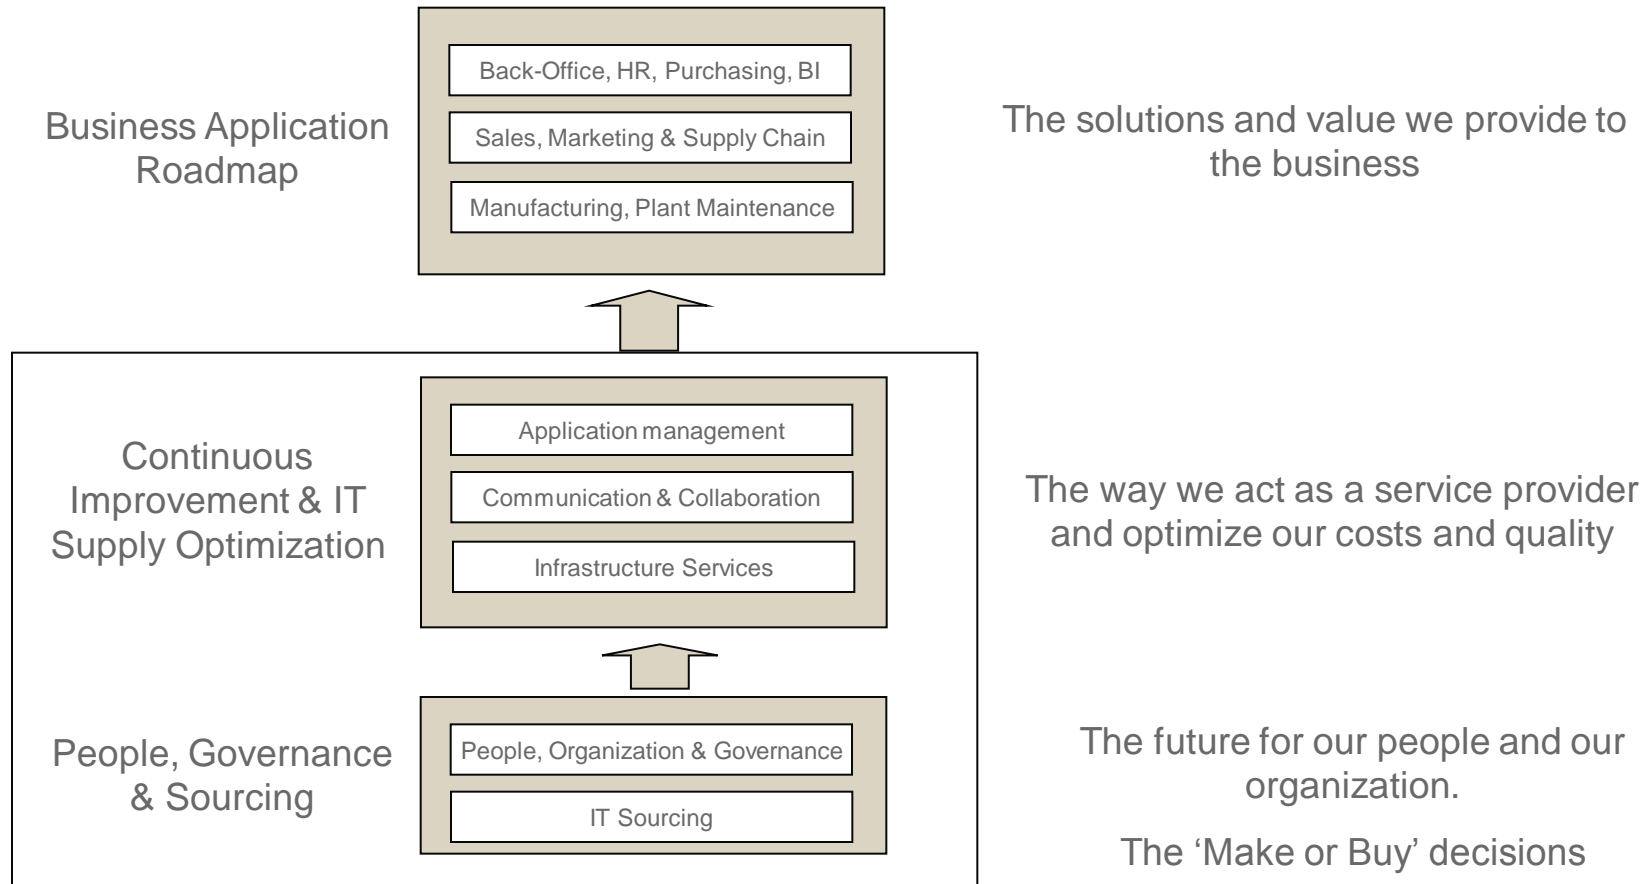 Business Application
Roadmap
Back-Office, HR, Purchasing, BI
Sales, Marketing & Supply Chain
Manufacturing, Plant Maintenance
The solutions and value we provide to
the business
Continuous
Improvement & IT
Supply Optimization
Application management
Communication & Collaboration
Infrastructure Services
The way we act as a service provider
and optimize our costs and quality
People, Governance
& Sourcing
People, Organization & Governance
IT Sourcing
The future for our people and our
organization.
The ‘Make or Buy’ decisions